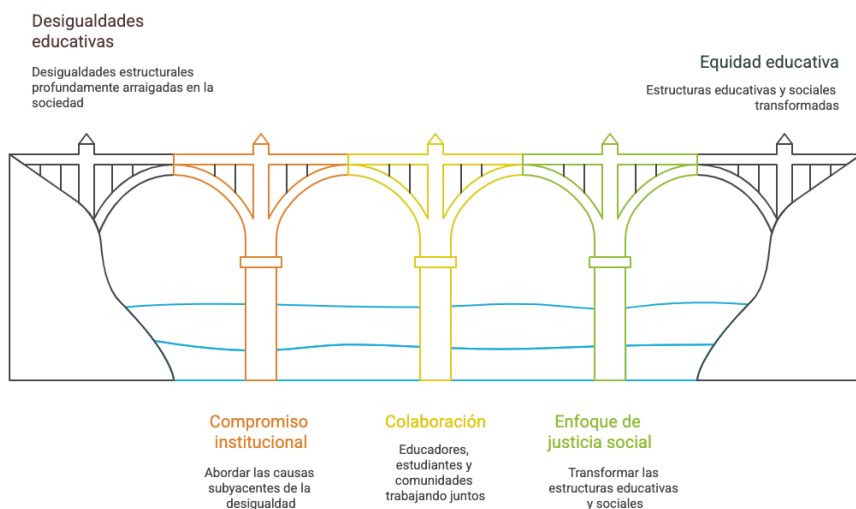 Desigualdades
educativas
Desigualdades estructurales
profundamente arraigadas en la
sociedad
Equidad educativa
Estructuras educativas y sociales
transformadas
Compromiso
institucional
Abordar las causas
subyacentes de la
desigualdad
Colaboración
Educadores,
estudiantes y
comunidades
trabajando juntos
Enfoque de
justicia social
Transformar las
estructuras educativas
y sociales